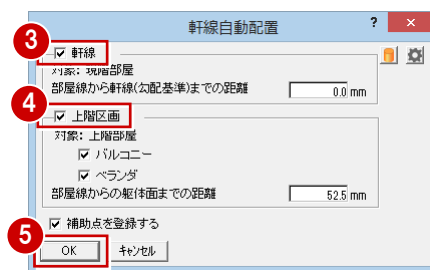 軒線自動配置 ? ×
3
軒線
対象: 現階部屋
部屋線から軒線(勾配基準)までの距離 0.0 mm
4
上階区画
対象: 上階部屋
バルコニー
ベランダ
部屋線からの躯体面までの距離 52.5 mm
補助点を登録する
5
OK キャンセル